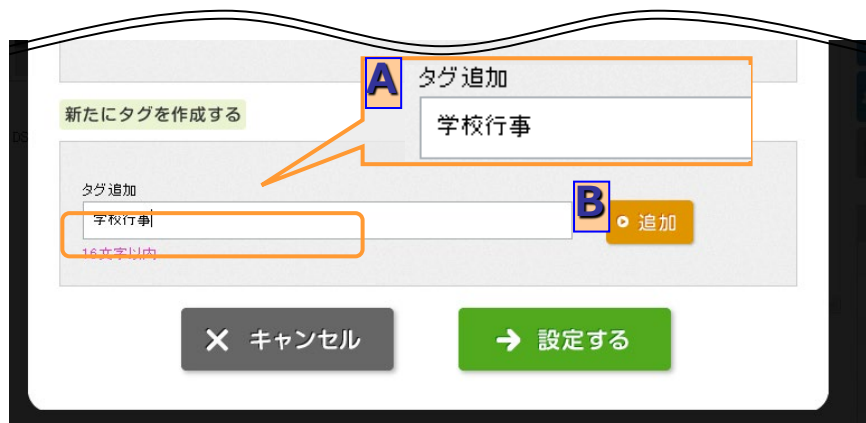 A
タグ追加
学校行事
新たにタグを作成する
タグ追加
学校行事
16文字以内
B
追加
キャンセル
設定する